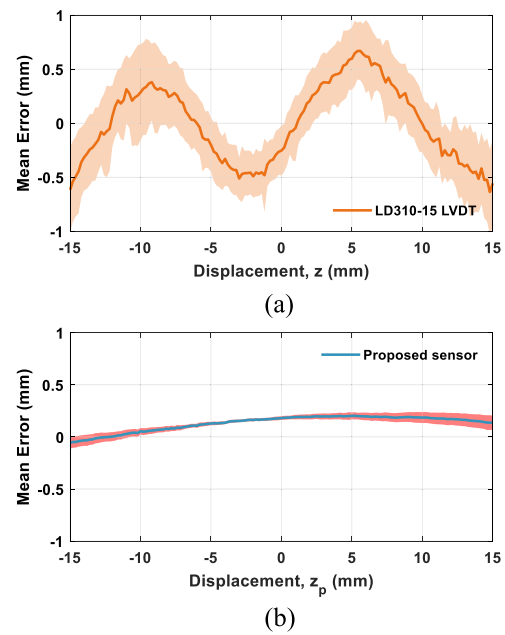 1
0.5
0
-0.5
-1
Mean Error (mm)
LD310-15 LVDT
-15 -10 -5 0 5 10 15
Displacement, z (mm)
(a)
1
0.5
0
-0.5
-1
Mean Error (mm)
Proposed sensor
-15 -10 -5 0 5 10 15
Displacement, z_p (mm)
(b)